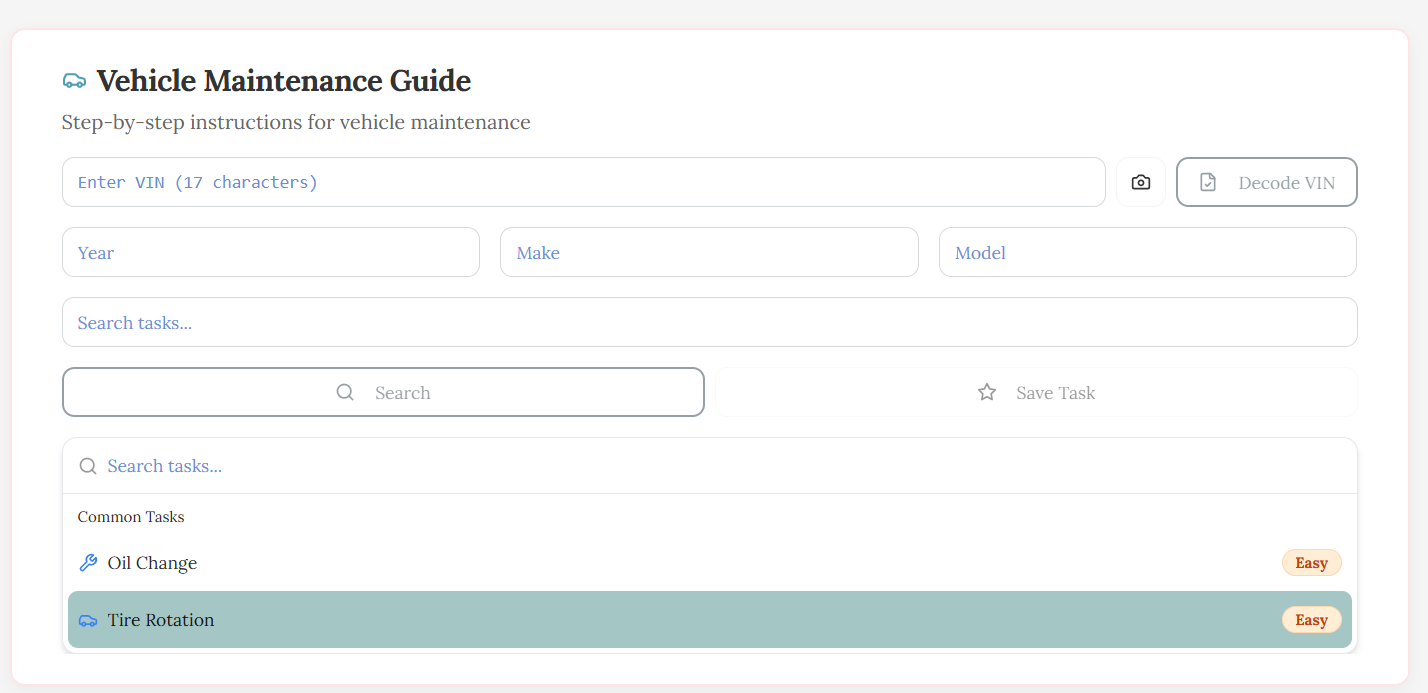 Vehicle Maintenance Guide
Step-by-step instructions for vehicle maintenance
Enter VIN (17 characters)
Decode VIN
Year
Make
Model
Search tasks...
Search
Save Task
Search tasks...
Common Tasks
Oil Change
Easy
Tire Rotation
Easy